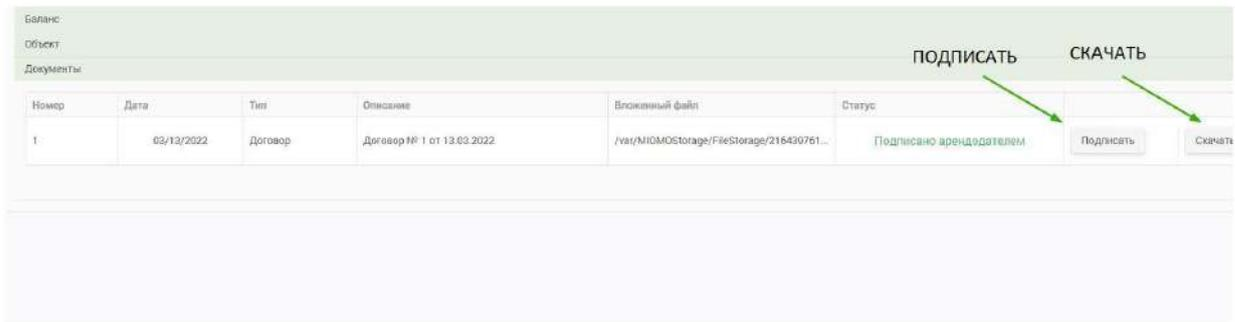 Баланс
Объект
Документы
ПОДПИСАТЬ СКАЧАТЬ
Номер Дата Тип Описание Вложенный файл Статус
1 03/13/2022 Договор Договор № 1 от 13.03.2022 /var/MIOMOStorage/FileStorage/216430761... Подписано арендодателем Подписать Скачать